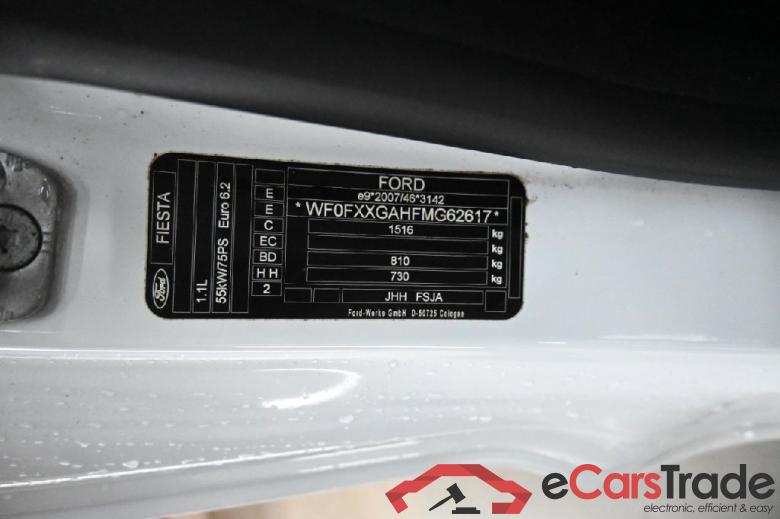 FORD
e9*2007/46*3142
*WF0FXXGAHFMG62617*
1516 kg
kg
810 kg
730 kg
JHH FSJA
Ford-Werke GmbH D-50725 Cologne
E
E
C
EC
BD
HH
2
55kW/75PS Euro 6.2
1.1L
FIESTA
Ford
eCarsTrade
electronic, efficient & easy